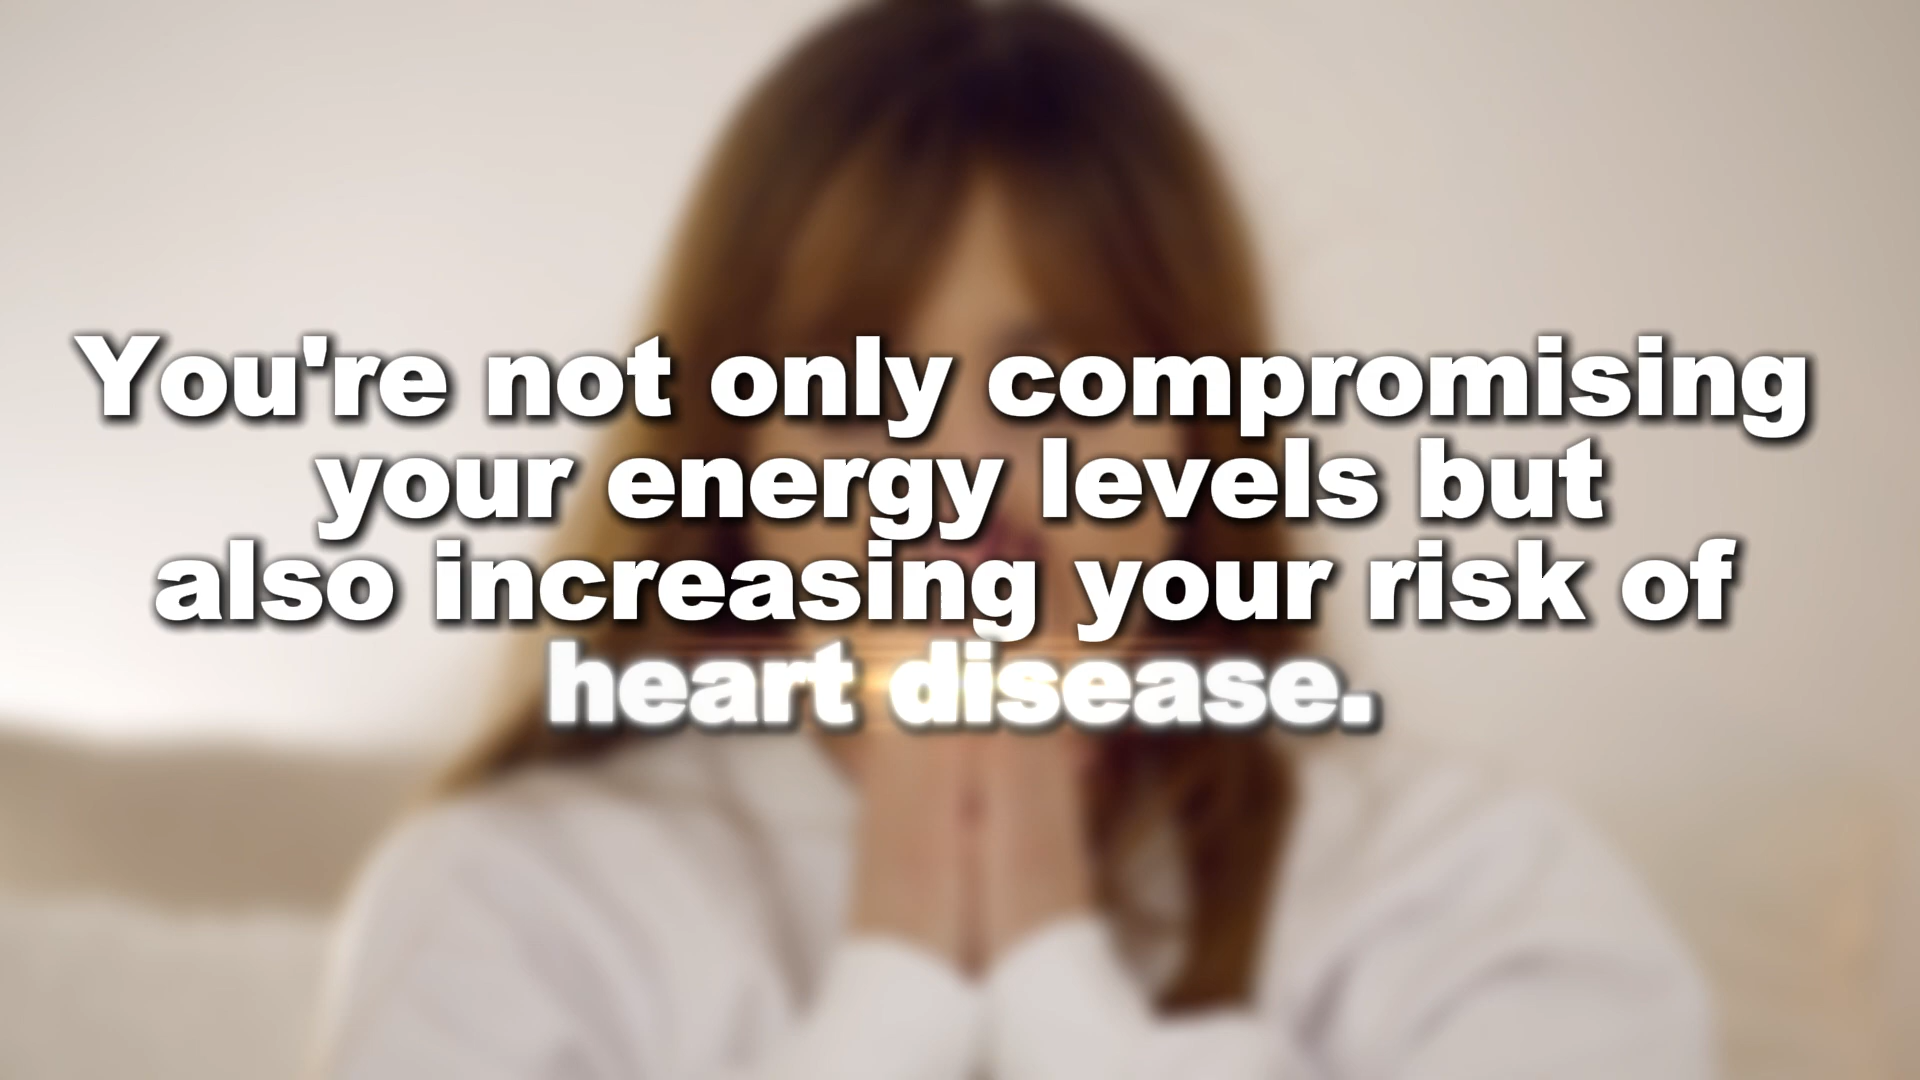 You're not only compromising
your energy levels but
also increasing your risk of
heart disease.